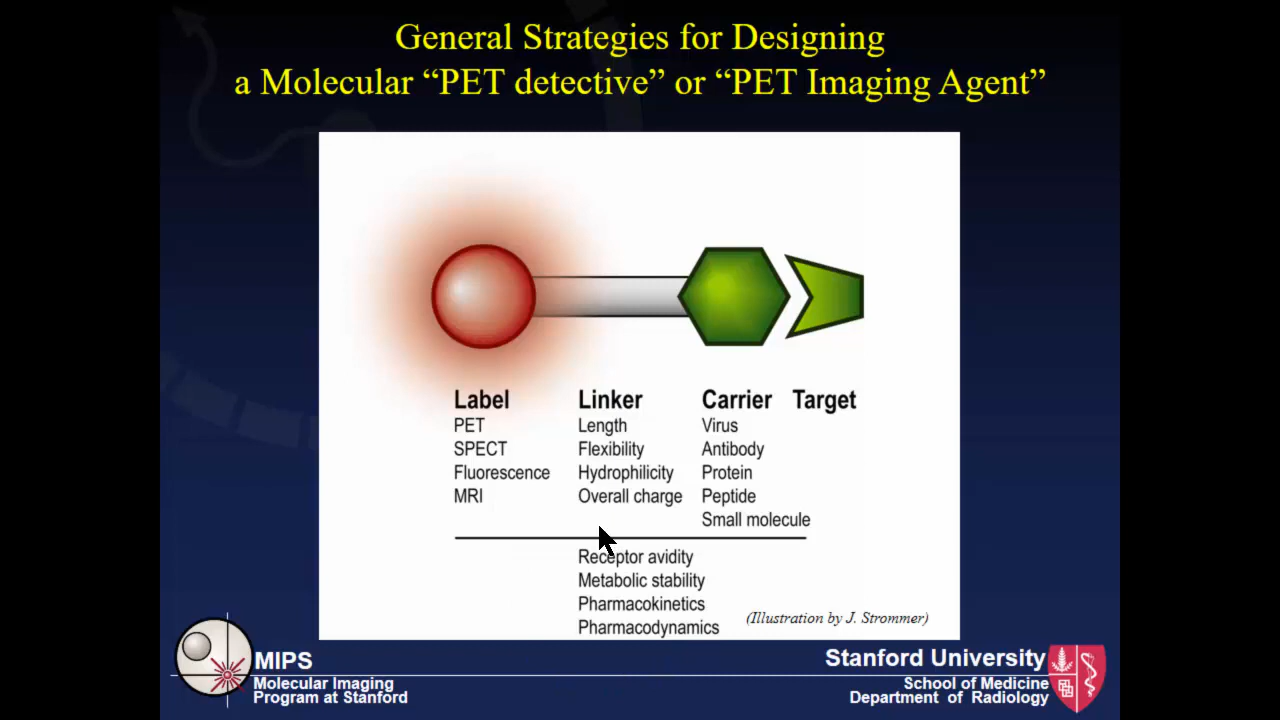 General Strategies for Designing
a Molecular “PET detective” or “PET Imaging Agent”
Label
PET
SPECT
Fluorescence
MRI
Linker
Length
Flexibility
Hydrophilicity
Overall charge
Carrier
Virus
Antibody
Protein
Peptide
Small molecule
Target
Receptor avidity
Metabolic stability
Pharmacokinetics
Pharmacodynamics
(Illustration by J. Strommer)
MIPS
Molecular Imaging
Program at Stanford
Stanford University
School of Medicine
Department of Radiology